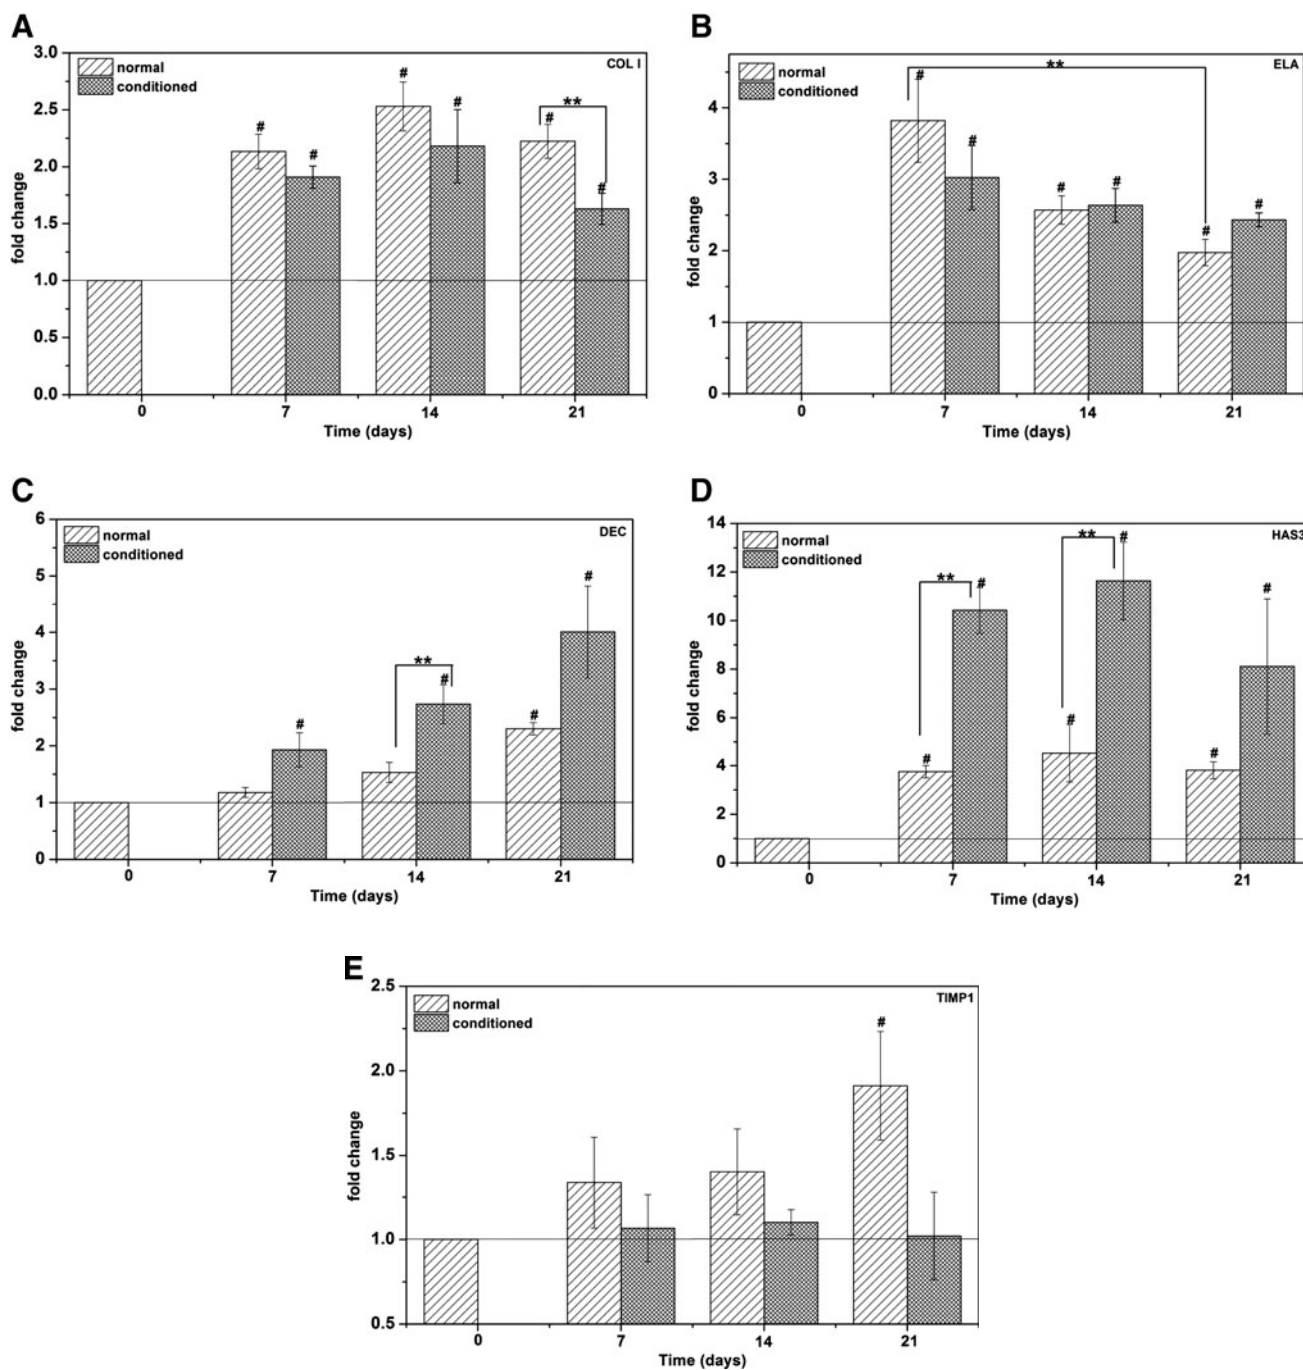 A
COL I
normal
conditioned
3.0
2.5
2.0
1.5
1.0
0.5
0.0
fold change
# # # # # ** #
0 7 14 21
Time (days)
B
ELA
normal
conditioned
4
3
2
1
0
fold change
# # # # ** # #
0 7 14 21
Time (days)
C
DEC
normal
conditioned
6
5
4
3
2
1
0
fold change
# ** # # #
0 7 14 21
Time (days)
D
HAS3
normal
conditioned
14
12
10
8
6
4
2
0
fold change
# ** # # ** # # #
0 7 14 21
Time (days)
E
TIMP1
normal
conditioned
2.5
2.0
1.5
1.0
0.5
fold change
#
0 7 14 21
Time (days)